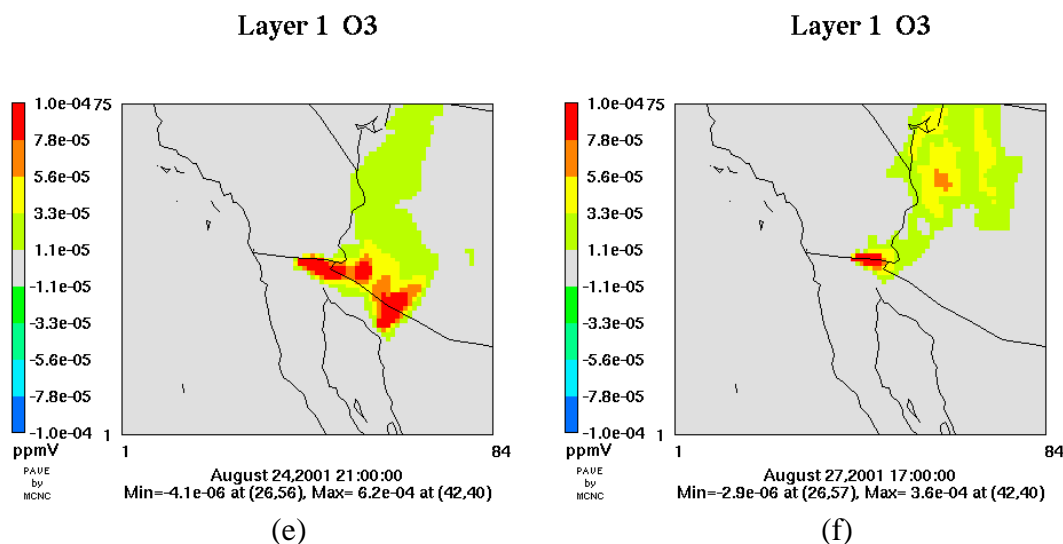 Layer 1 O3
1.0e-04
7.8e-05
5.6e-05
3.3e-05
1.1e-05
-1.1e-05
-3.3e-05
-5.6e-05
-7.8e-05
-1.0e-04
ppmV
PAVE
by
MCNC
75
1
1 84
August 24,2001 21:00:00
Min=-4.1e-06 at (26,56), Max= 6.2e-04 at (42,40)
(e)
Layer 1 O3
1.0e-04
7.8e-05
5.6e-05
3.3e-05
1.1e-05
-1.1e-05
-3.3e-05
-5.6e-05
-7.8e-05
-1.0e-04
ppmV
PAVE
by
MCNC
75
1
1 84
August 27,2001 17:00:00
Min=-2.9e-06 at (26,57), Max= 3.6e-04 at (42,40)
(f)